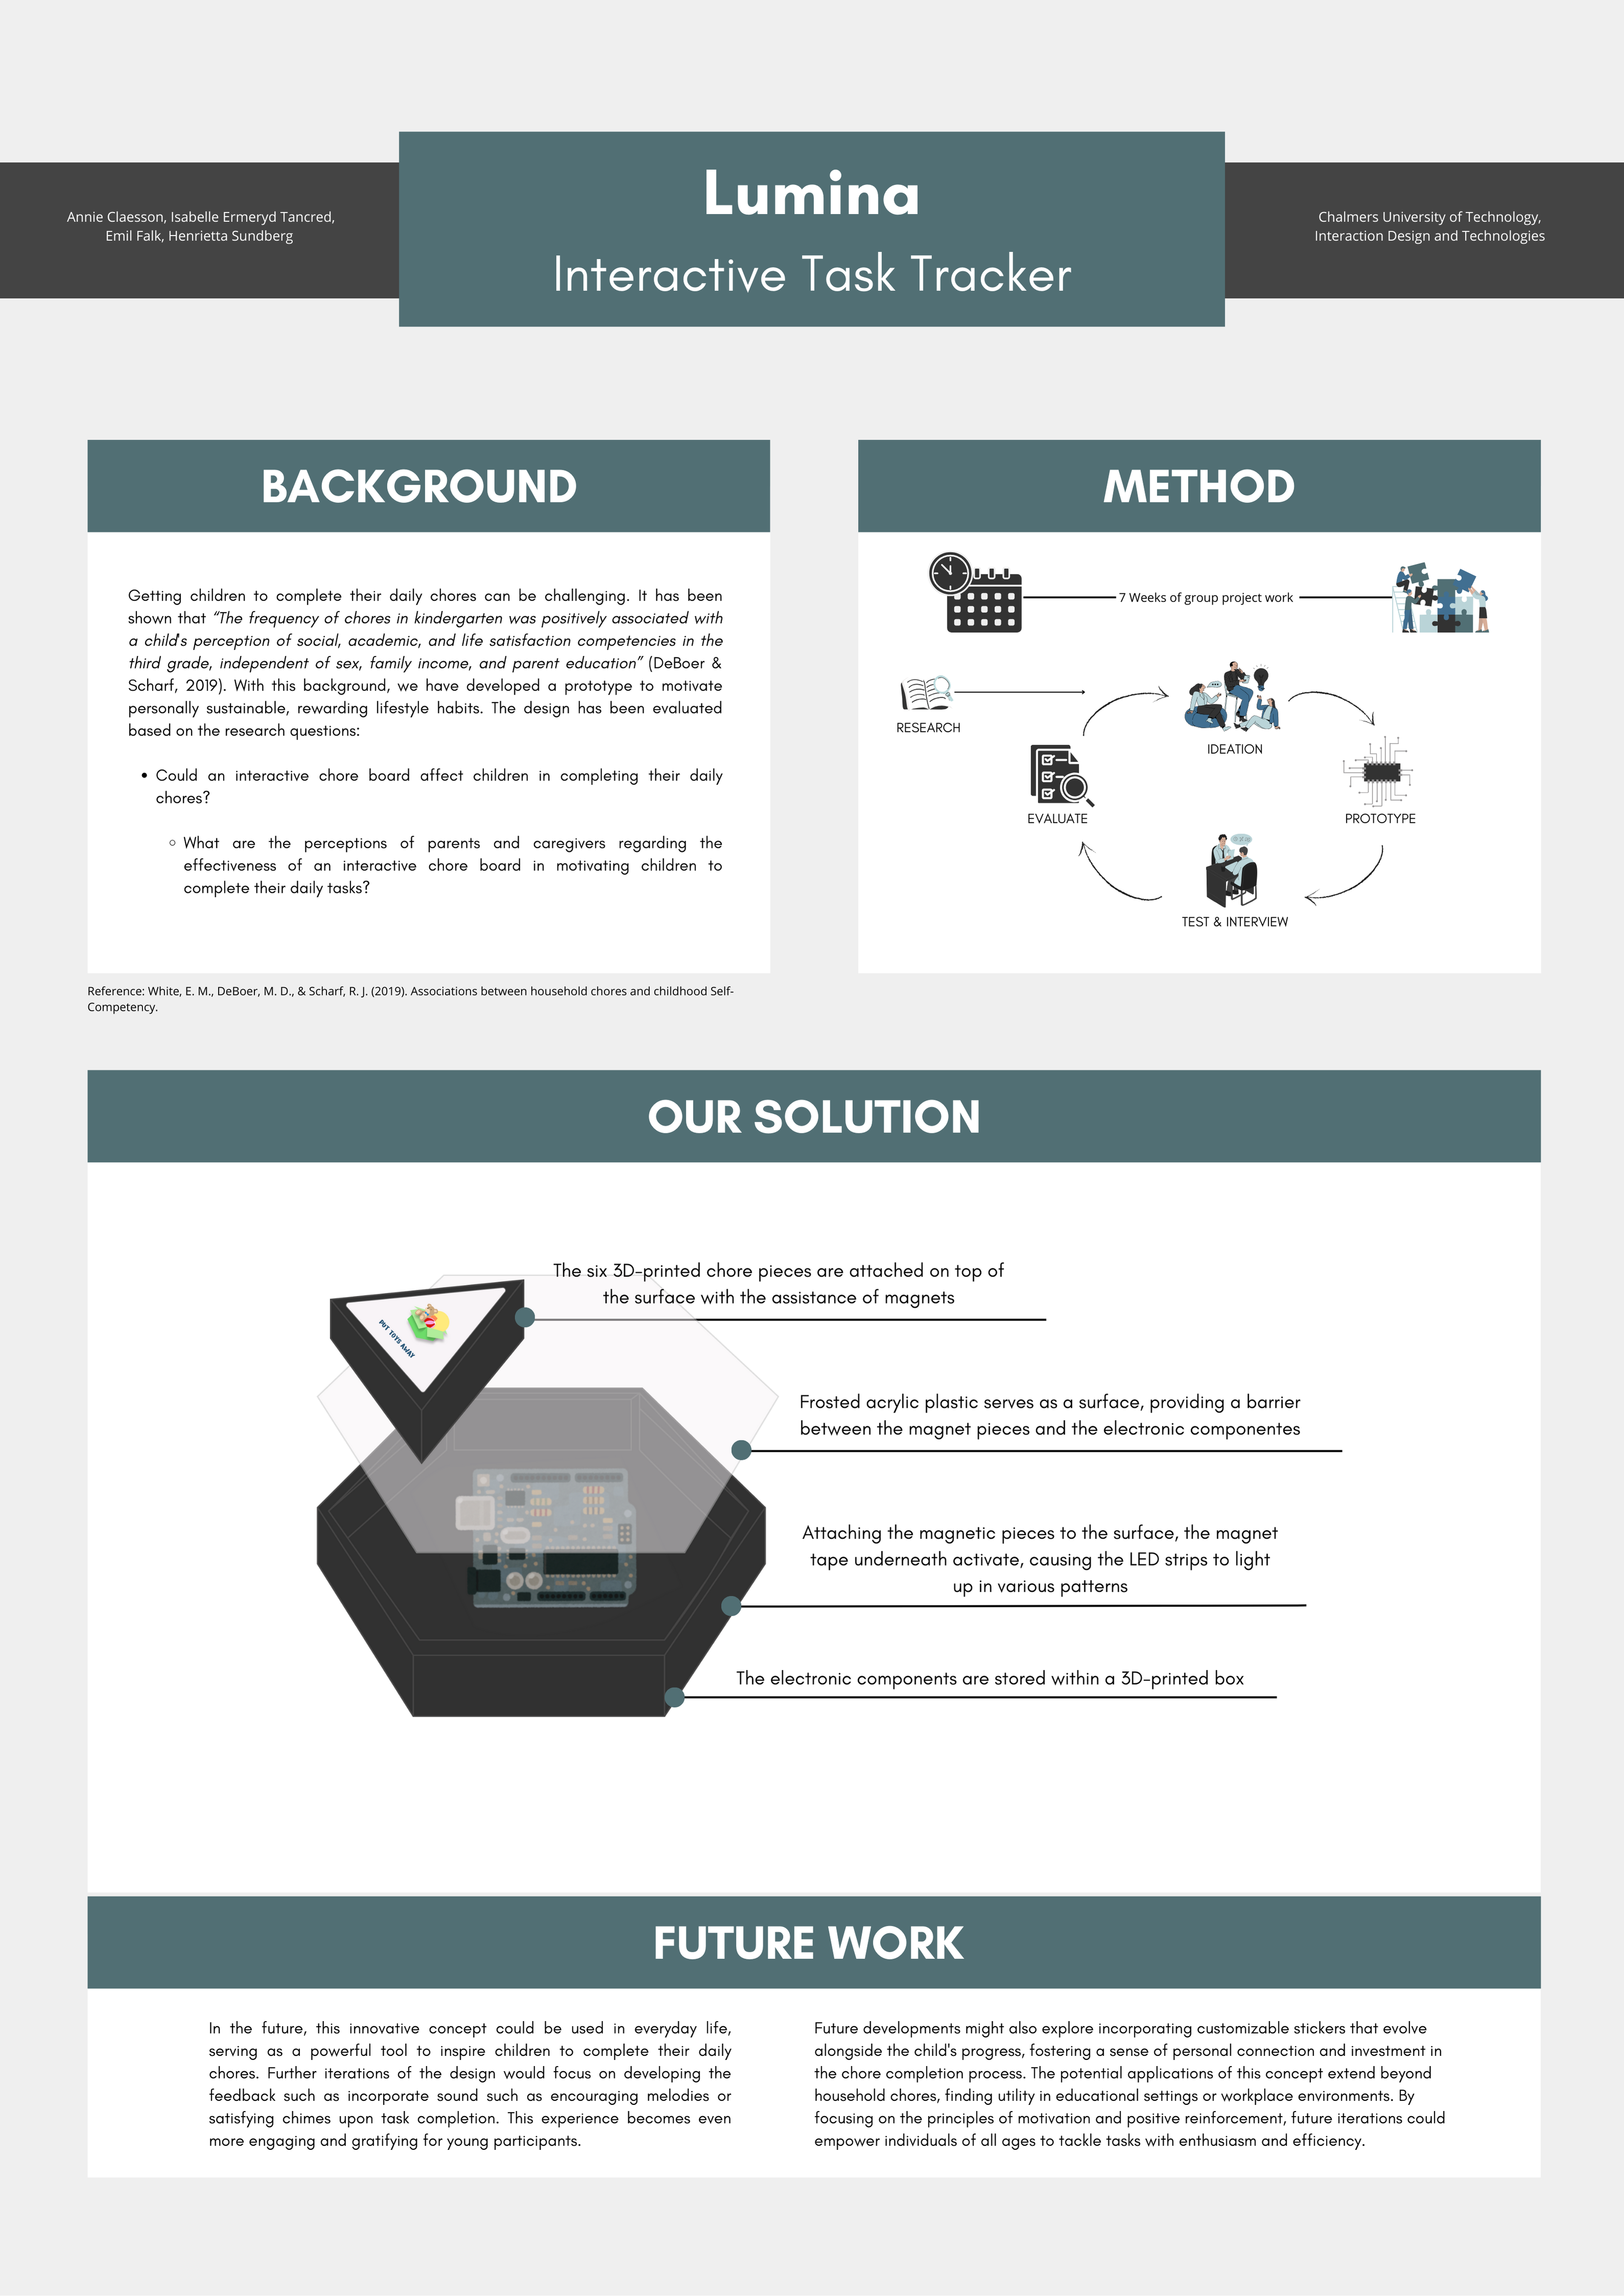 Lumina
Interactive Task Tracker
Annie Claesson, Isabelle Ermeryd Tancred,
Emil Falk, Henrietta Sundberg
Chalmers University of Technology,
Interaction Design and Technologies
BACKGROUND
Getting children to complete their daily chores can be challenging. It has been
shown that “The frequency of chores in kindergarten was positively associated with
a child's perception of social, academic, and life satisfaction competencies in the
third grade, independent of sex, family income, and parent education” (DeBoer &
Scharf, 2019). With this background, we have developed a prototype to motivate
personally sustainable, rewarding lifestyle habits. The design has been evaluated
based on the research questions:
• Could an interactive chore board affect children in completing their daily
chores?
◦ What are the perceptions of parents and caregivers regarding the
effectiveness of an interactive chore board in motivating children to
complete their daily tasks?
Reference: White, E. M., DeBoer, M. D., & Scharf, R. J. (2019). Associations between household chores and childhood Self-
Competency.
METHOD
7 Weeks of group project work
RESEARCH
IDEATION
PROTOTYPE
TEST & INTERVIEW
EVALUATE
OUR SOLUTION
The six 3D-printed chore pieces are attached on top of
the surface with the assistance of magnets
PUT TOYS AWAY
Frosted acrylic plastic serves as a surface, providing a barrier
between the magnet pieces and the electronic componentes
Attaching the magnetic pieces to the surface, the magnet
tape underneath activate, causing the LED strips to light
up in various patterns
The electronic components are stored within a 3D-printed box
FUTURE WORK
In the future, this innovative concept could be used in everyday life,
serving as a powerful tool to inspire children to complete their daily
chores. Further iterations of the design would focus on developing the
feedback such as incorporate sound such as encouraging melodies or
satisfying chimes upon task completion. This experience becomes even
more engaging and gratifying for young participants.
Future developments might also explore incorporating customizable stickers that evolve
alongside the child's progress, fostering a sense of personal connection and investment in
the chore completion process. The potential applications of this concept extend beyond
household chores, finding utility in educational settings or workplace environments. By
focusing on the principles of motivation and positive reinforcement, future iterations could
empower individuals of all ages to tackle tasks with enthusiasm and efficiency.